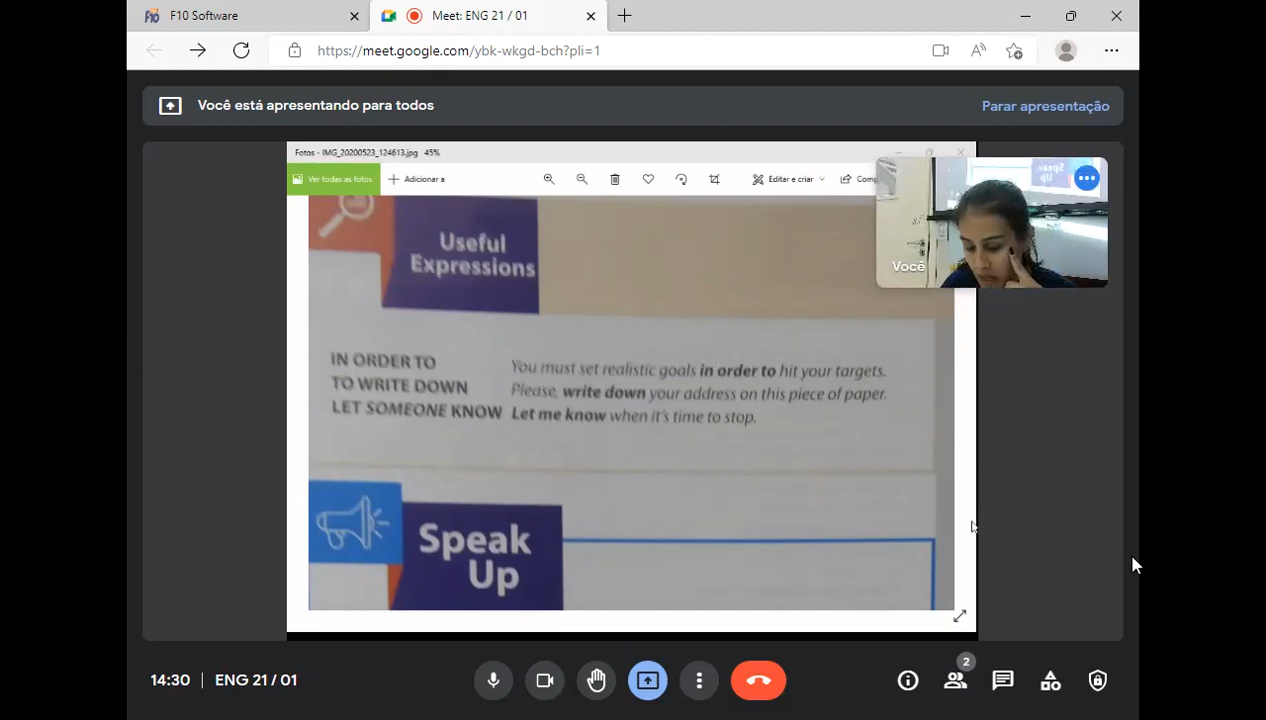 F10 Software
Meet: ENG 21 / 01
https://meet.google.com/ybk-wkgd-bch?pli=1
Você está apresentando para todos
Parar apresentação
Fotos - IMG_20200523_124613.jpg 45%
Ver todas as fotos
Adicionar a
Editar e criar
Useful
Expressions
Você
IN ORDER TO You must set realistic goals in order to hit your targets.
TO WRITE DOWN Please, write down your address on this piece of paper.
LET SOMEONE KNOW Let me know when it's time to stop.
Speak
Up
14:30 | ENG 21 / 01
2